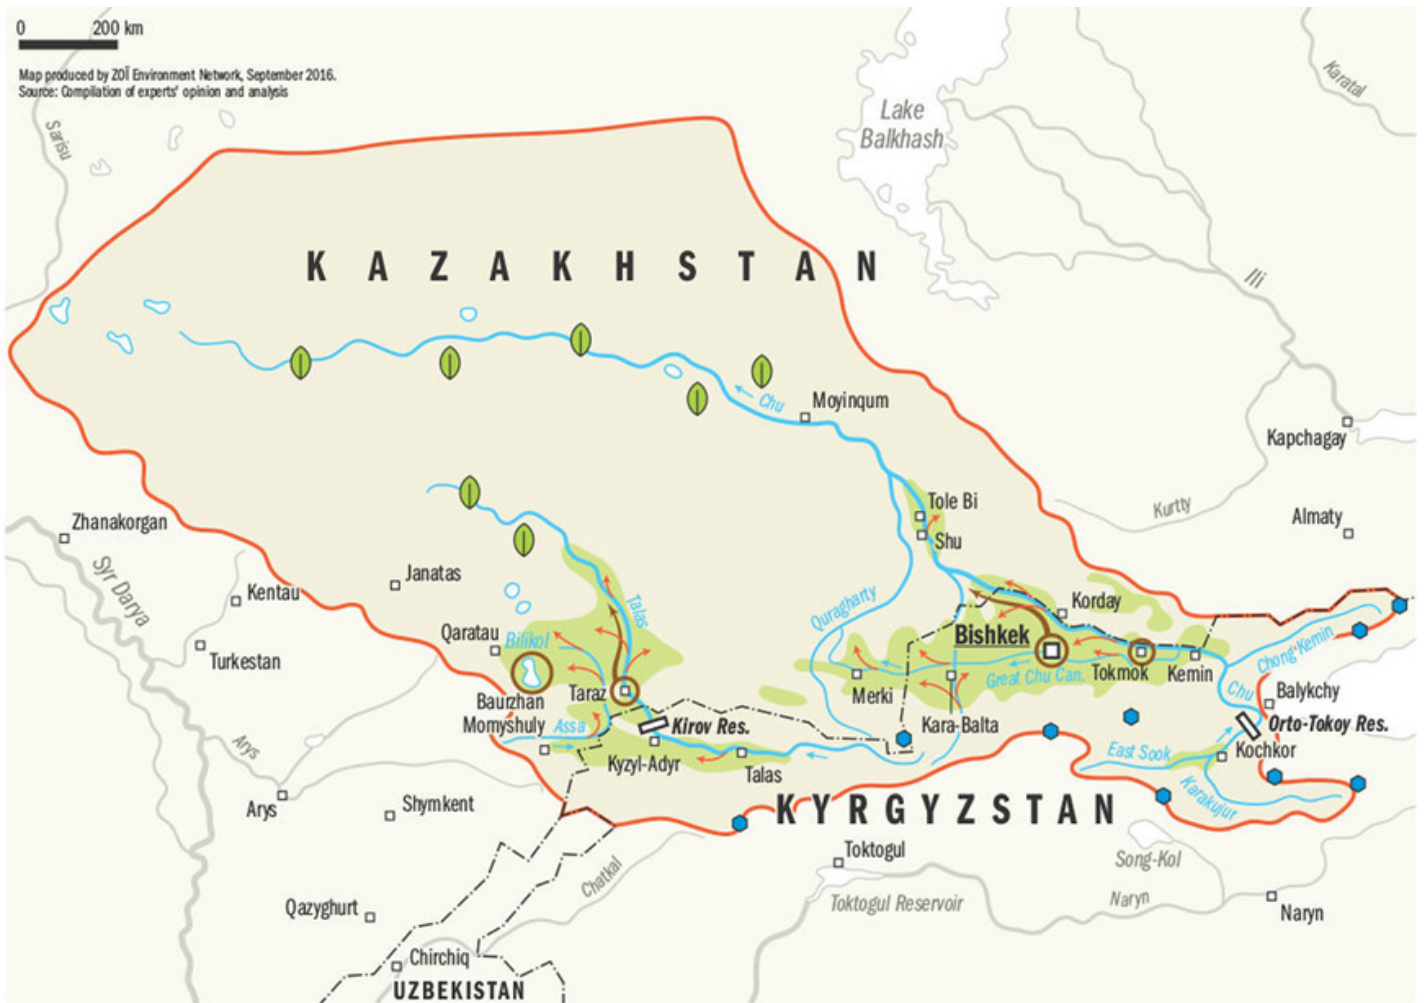 0 200 km
Map produced by ZOÏ Environment Network, September 2016.
Source: Compilation of experts' opinion and analysis
Sarisu
Karatal
Lake
Balkhash
KAZAKHSTAN
Ili
Chu
Moyinqum
Kapchagay
Tole Bi
Kurtty
Almaty
Zhanakorgan
Shu
Syr Darya
Janatas
Kentau
Talas
Quragharty
Korday
Qaratau
Bilikol
Bishkek
Chong Kemin
Turkestan
Great Chu Can.
Tokmok
Kemin
Baurzhan
Momyshuly
Taraz
Merki
Chu
Balykchy
Assa
Kirov Res.
Kara-Balta
Orto-Tokoy Res.
Arys
Kyzyl-Adyr
Talas
East Sook
Kochkor
Karakujur
Arys
Shymkent
KYRGYZSTAN
Toktogul
Song-Kol
Chatkal
Toktogul Reservoir
Naryn
Qazyghurt
Naryn
Chirchiq
UZBEKISTAN